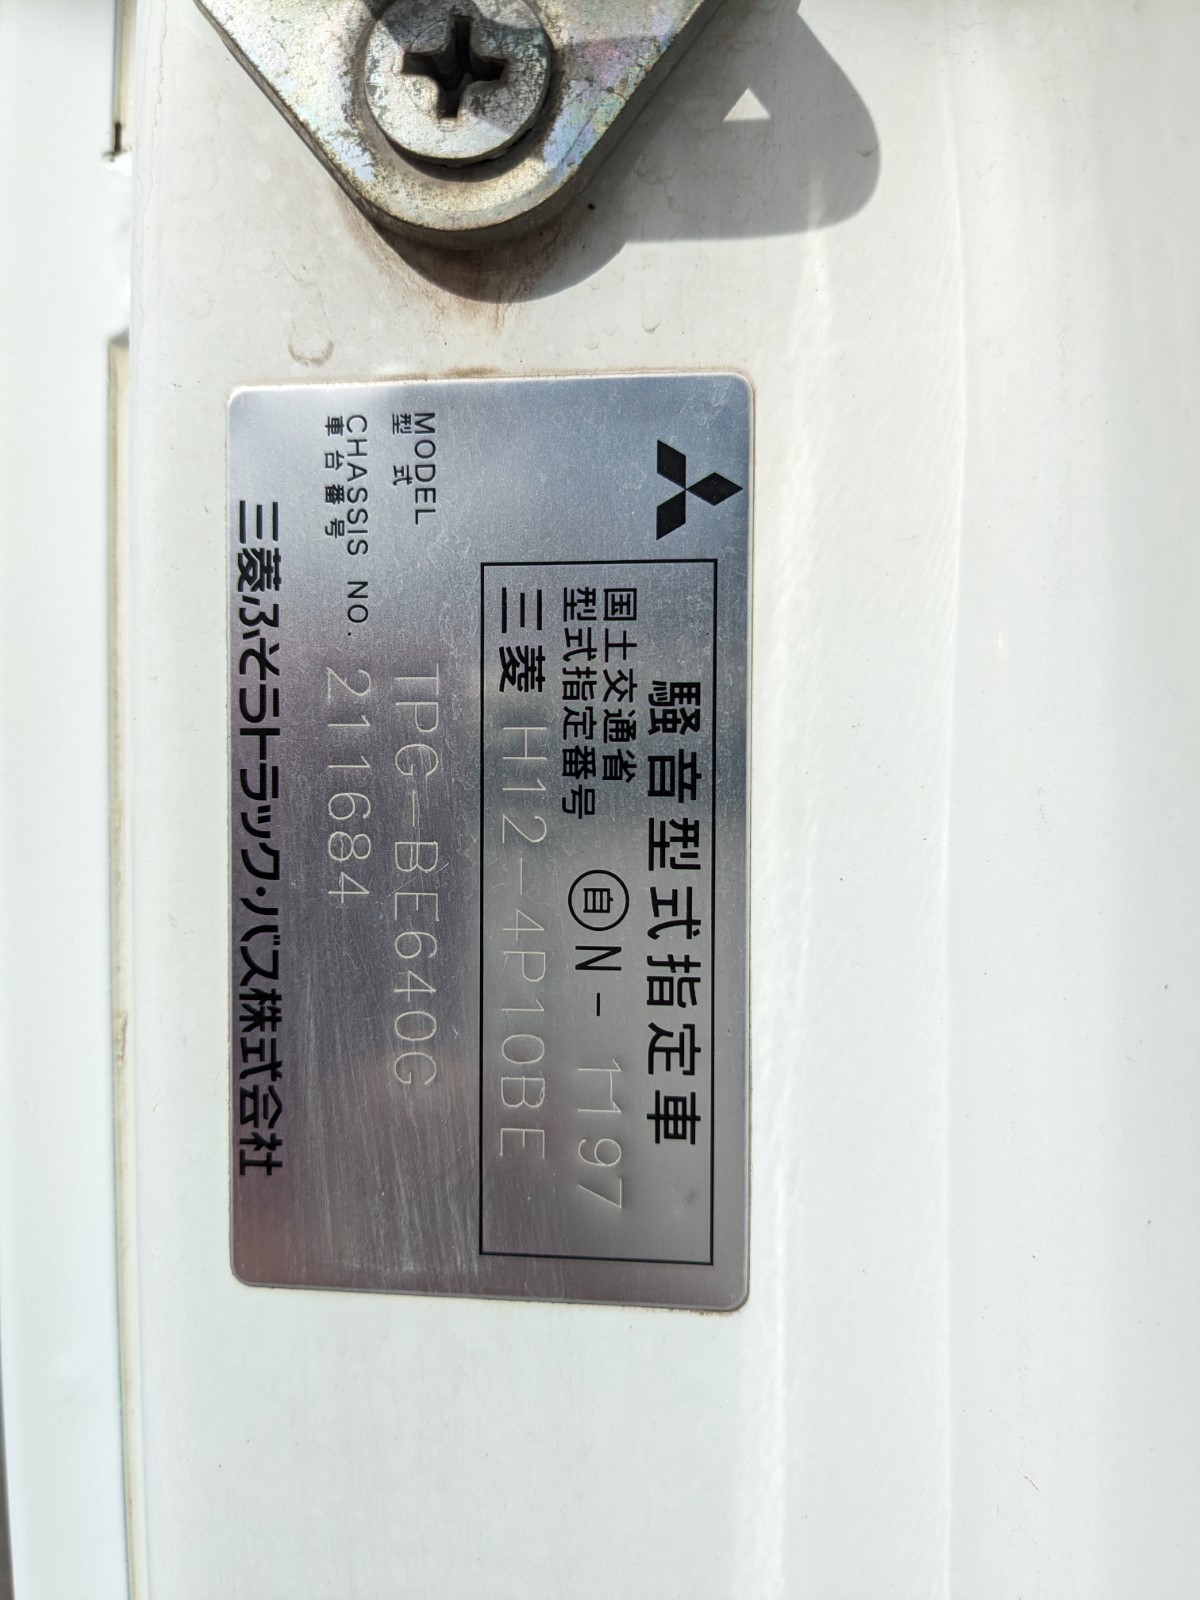 騒音型式指定車
国土交通省
型式指定番号 自 N - 1197
三菱 H12-4P10BE
MODEL
型式 TPG-BE640G
CHASSIS NO.
車台番号 211684
三菱ふそうトラック・バス株式会社